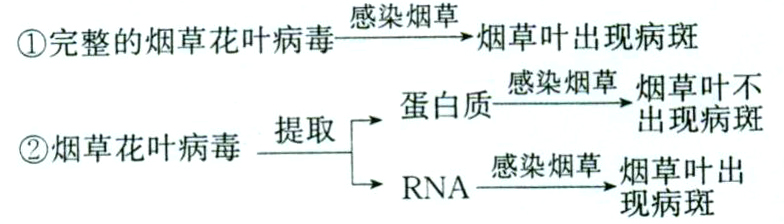 ①完整的烟草花叶病毒 感染烟草 烟草叶出现病斑
蛋白质 感染烟草 烟草叶不
出现病斑
②烟草花叶病毒 提取
RNA 感染烟草 烟草叶出
现病斑